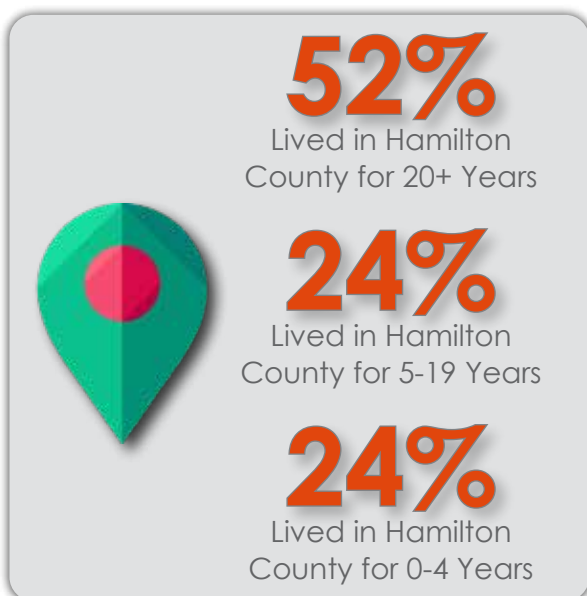 52%
Lived in Hamilton
County for 20+ Years
24%
Lived in Hamilton
County for 5-19 Years
24%
Lived in Hamilton
County for 0-4 Years